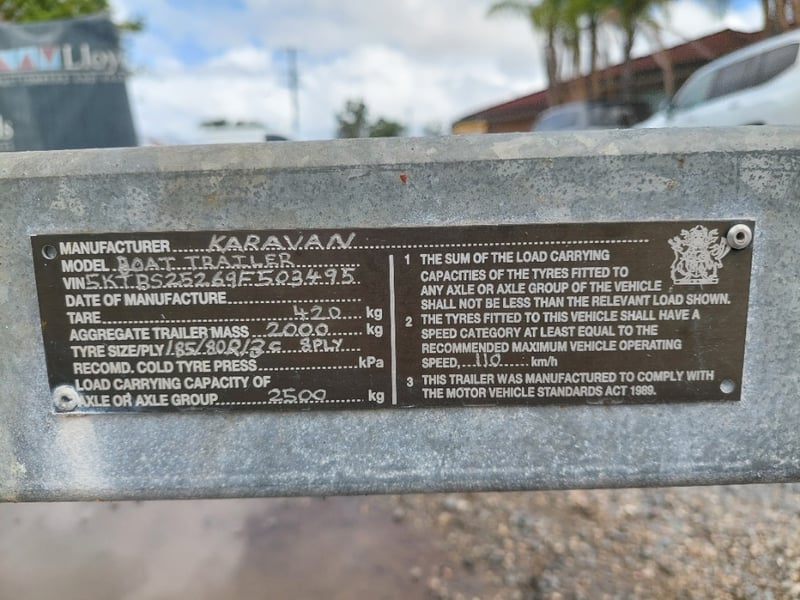 Lloyds
MANUFACTURER KARAVAN
MODEL BOAT TRAILER
VIN 5KTBS25269F503495
DATE OF MANUFACTURE
TARE 420 kg
AGGREGATE TRAILER MASS 2000 kg
TYRE SIZE/PLY 185/80R/3C 8PLY
RECOMD. COLD TYRE PRESS kPa
LOAD CARRYING CAPACITY OF
AXLE OR AXLE GROUP 2500 kg
1 THE SUM OF THE LOAD CARRYING
CAPACITIES OF THE TYRES FITTED TO
ANY AXLE OR AXLE GROUP OF THE VEHICLE
SHALL NOT BE LESS THAN THE RELEVANT LOAD SHOWN.
2 THE TYRES FITTED TO THIS VEHICLE SHALL HAVE A
SPEED CATEGORY AT LEAST EQUAL TO THE
RECOMMENDED MAXIMUM VEHICLE OPERATING
SPEED, 110 km/h
3 THIS TRAILER WAS MANUFACTURED TO COMPLY WITH
THE MOTOR VEHICLE STANDARDS ACT 1989.